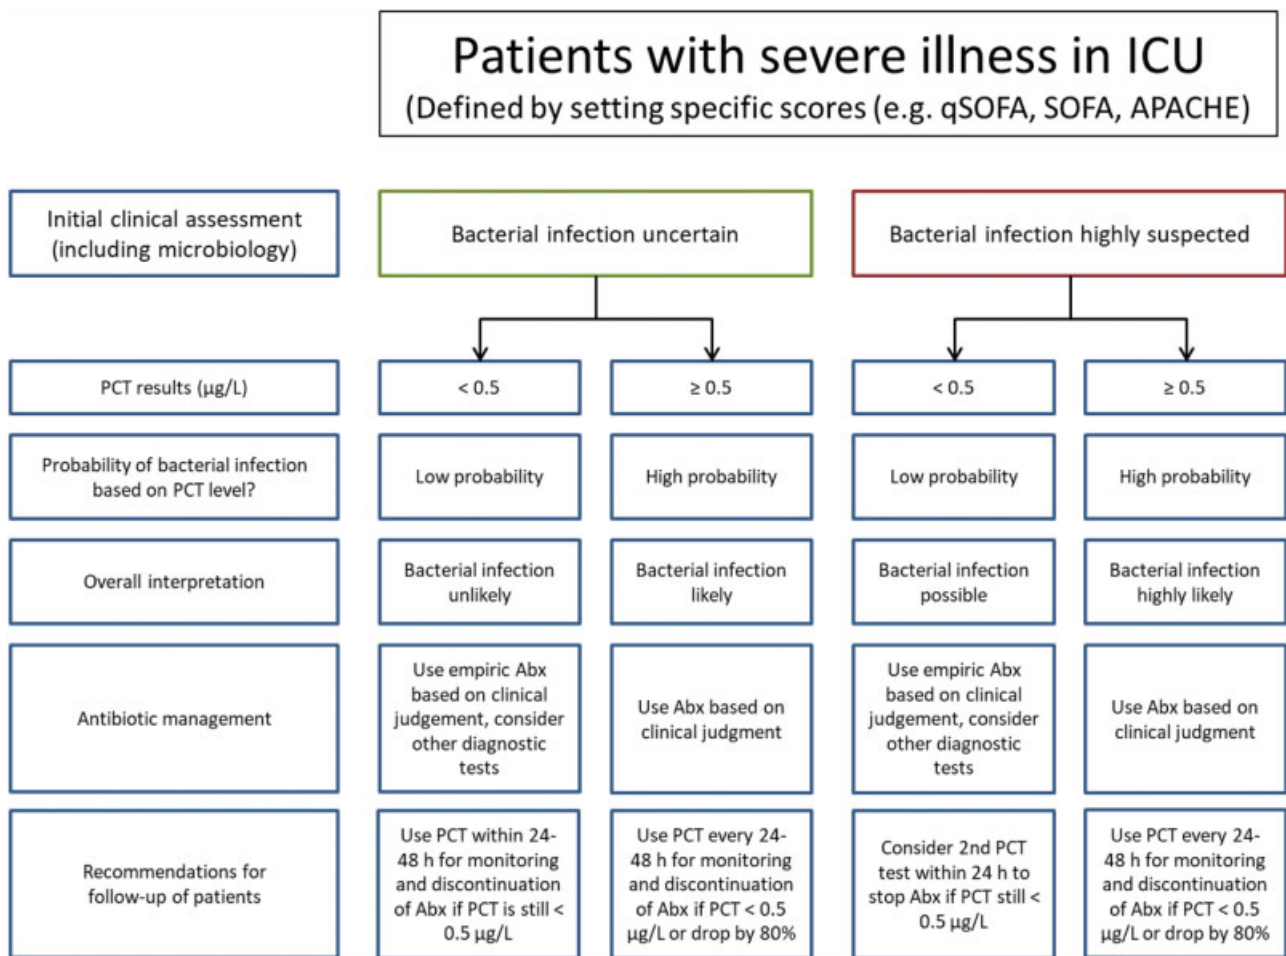 Patients with severe illness in ICU
(Defined by setting specific scores (e.g. qSOFA, SOFA, APACHE)
Initial clinical assessment
(including microbiology)
Bacterial infection uncertain
Bacterial infection highly suspected
PCT results (µg/L)
< 0.5
≥ 0.5
< 0.5
≥ 0.5
Probability of bacterial infection
based on PCT level?
Low probability
High probability
Low probability
High probability
Overall interpretation
Bacterial infection
unlikely
Bacterial infection
likely
Bacterial infection
possible
Bacterial infection
highly likely
Antibiotic management
Use empiric Abx
based on clinical
judgement, consider
other diagnostic
tests
Use Abx based on
clinical judgment
Use empiric Abx
based on clinical
judgement, consider
other diagnostic
tests
Use Abx based on
clinical judgment
Recommendations for
follow-up of patients
Use PCT within 24-
48 h for monitoring
and discontinuation
of Abx if PCT is still <
0.5 µg/L
Use PCT every 24-
48 h for monitoring
and discontinuation
of Abx if PCT < 0.5
µg/L or drop by 80%
Consider 2nd PCT
test within 24 h to
stop Abx if PCT still <
0.5 µg/L
Use PCT every 24-
48 h for monitoring
and discontinuation
of Abx if PCT < 0.5
µg/L or drop by 80%